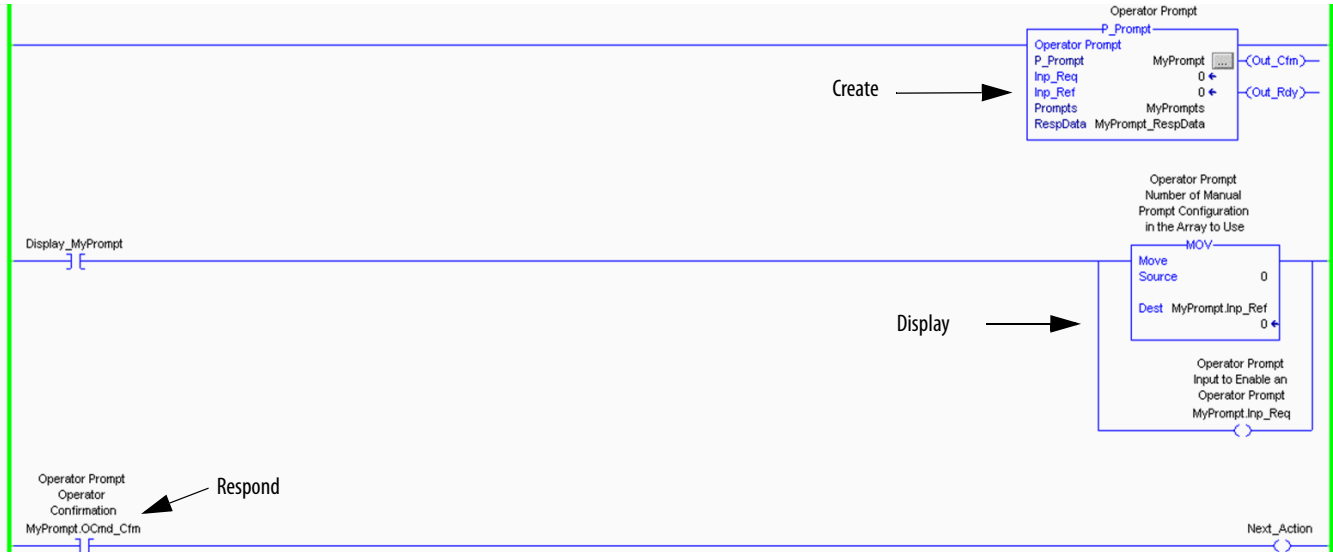 Operator Prompt
P_Prompt
Operator Prompt
P_Prompt MyPrompt ... (Out_Cfm)
Inp_Req 0
Inp_Ref 0 (Out_Rdy)
Prompts MyPrompts
RespData MyPrompt_RespData
Create
Operator Prompt
Number of Manual
Prompt Configuration
in the Array to Use
MOV
Move
Source 0
Dest MyPrompt.Inp_Ref
0
Display_MyPrompt
Display
Operator Prompt
Input to Enable an
Operator Prompt
MyPrompt.Inp_Req
Operator Prompt
Operator
Confirmation
MyPrompt.OCmd_Cfm
Respond
Next_Action